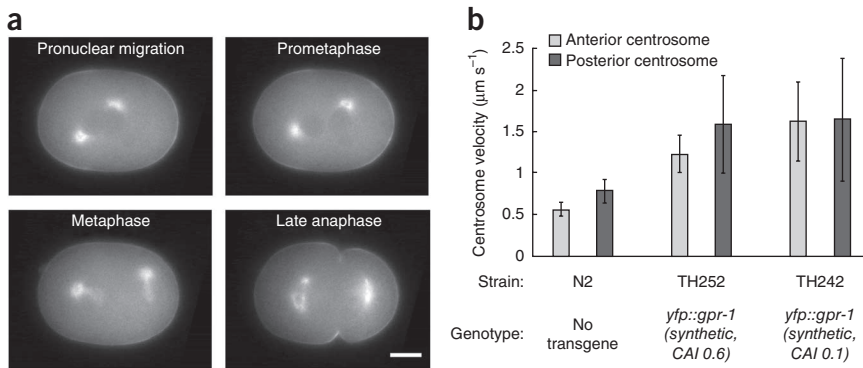 a
Pronuclear migration
Prometaphase
Metaphase
Late anaphase
b
Centrosome velocity (µm s⁻¹)
2.5
2
1.5
1
0.5
0
Anterior centrosome
Posterior centrosome
Strain:
N2
TH252
TH242
Genotype:
No
transgene
yfp::gpr-1
(synthetic,
CAI 0.6)
yfp::gpr-1
(synthetic,
CAI 0.1)